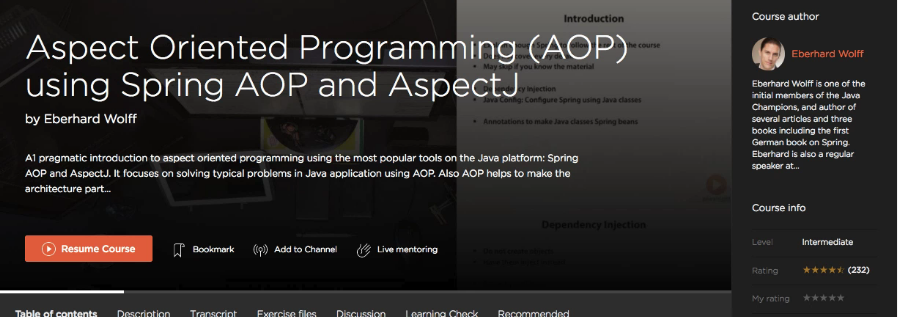 Aspect Oriented Programming (AOP)
using Spring AOP and AspectJ
by Eberhard Wolff
A1 pragmatic introduction to aspect oriented programming using the most popular tools on the Java platform: Spring
AOP and AspectJ. It focuses on solving typical problems in Java application using AOP. Also AOP helps to make the
architecture part...
Resume Course
Bookmark
Add to Channel
Live mentoring
Table of contents
Description
Transcript
Exercise files
Discussion
Learning Check
Recommended
Introduction
the course
May skip if you know the material
Dependency Injection
Java Config: Configure Spring using Java classes
Annotations to make Java classes Spring beans
Dependency Injection
Course author
Eberhard Wolff
Eberhard Wolff is one of the
initial members of the Java
Champions, and author of
several articles and three
books including the first
German book on Spring.
Eberhard is also a regular
speaker at...
Course info
Level Intermediate
Rating ★★★★⯨ (232)
My rating ★★★★★